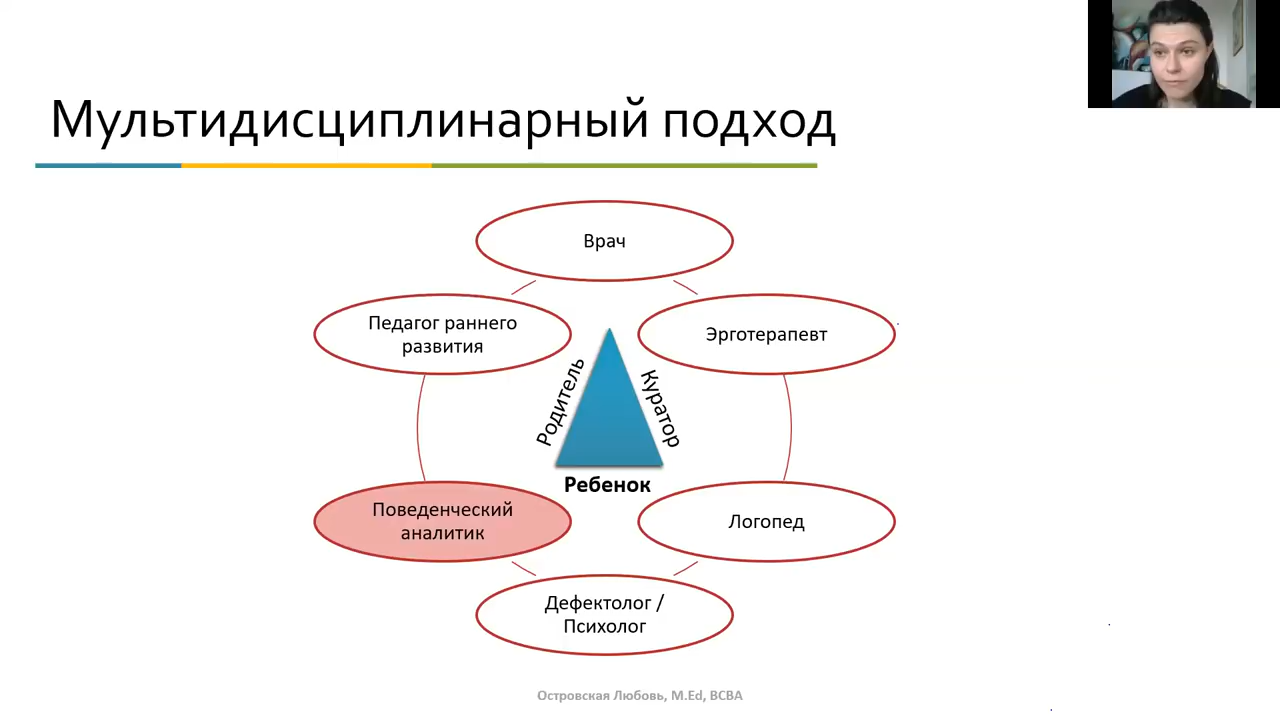 Мультидисциплинарный подход
Врач
Педагог раннего
развития
Эрготерапевт
Родитель
Куратор
Ребенок
Поведенческий
аналитик
Логопед
Дефектолог /
Психолог
Островская Любовь, M.Ed, BCBA